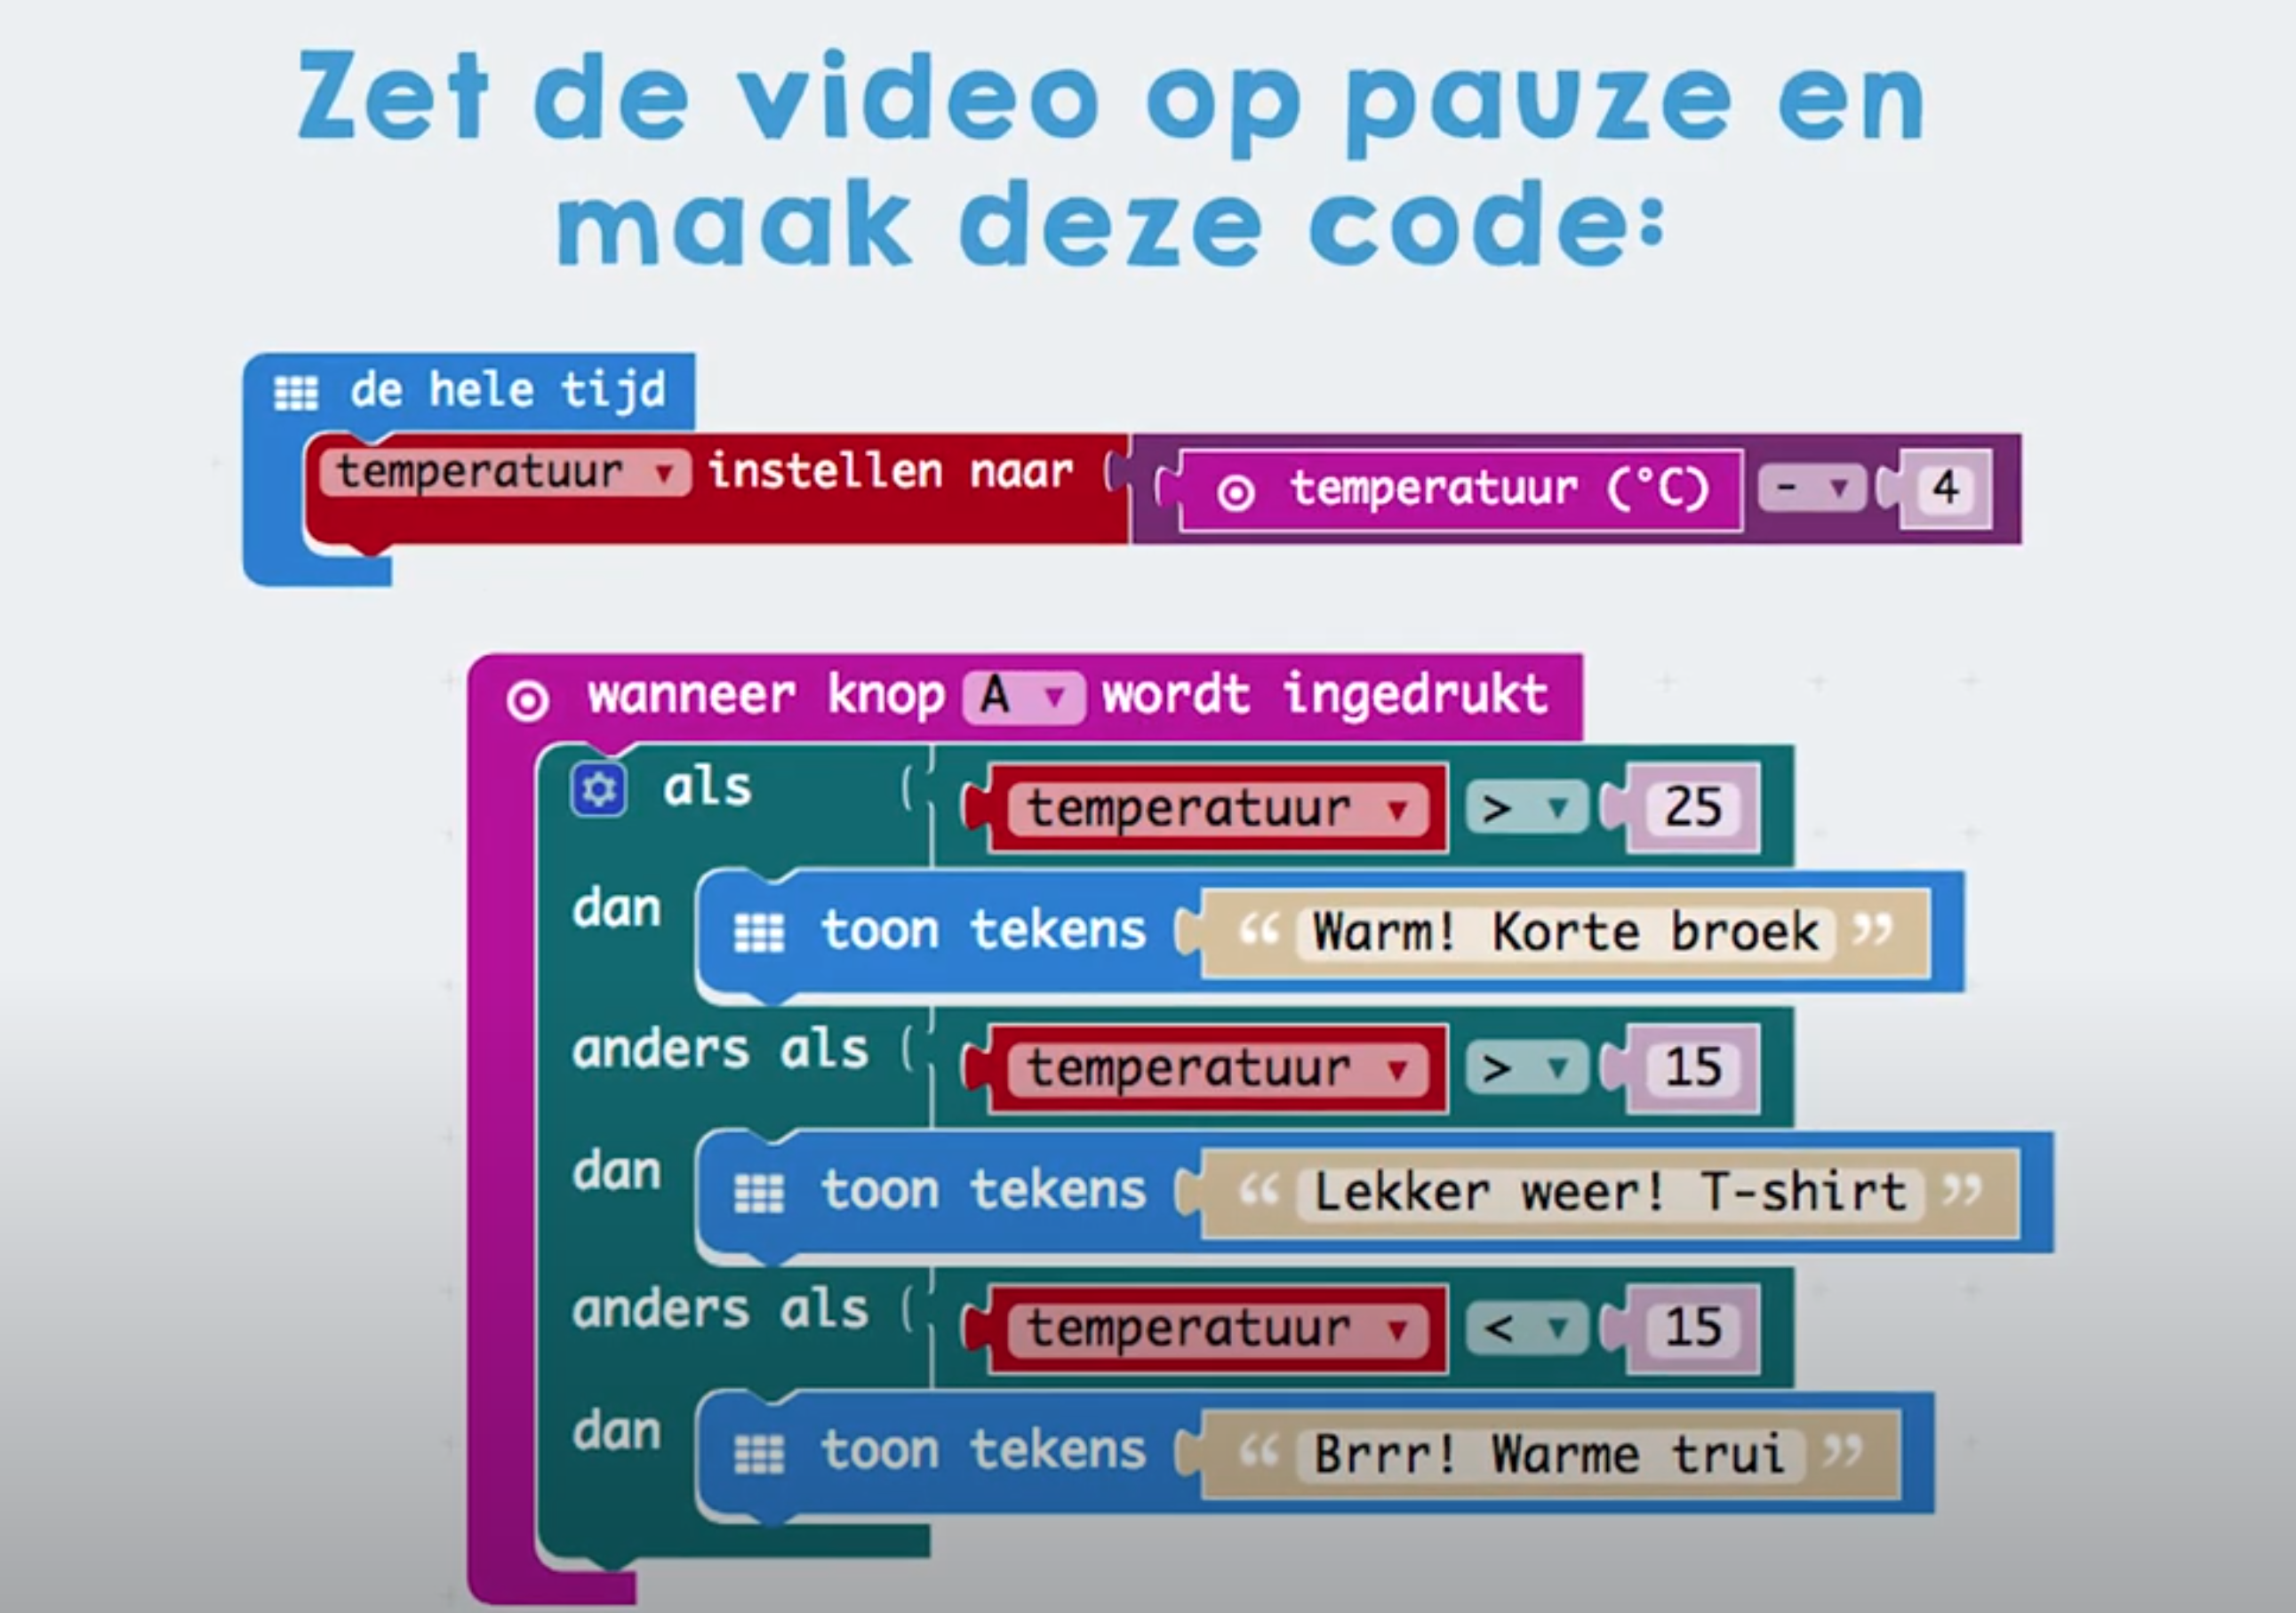 Zet de video op pauze en
maak deze code:
de hele tijd
temperatuur instellen naar temperatuur (°C) - 4
wanneer knop A wordt ingedrukt
als temperatuur > 25
dan toon tekens “ Warm! Korte broek ”
anders als temperatuur > 15
dan toon tekens “ Lekker weer! T-shirt ”
anders als temperatuur < 15
dan toon tekens “ Brrr! Warme trui ”